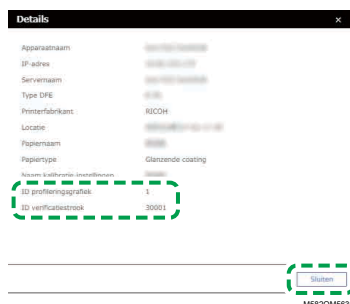 Details ×
Apparaatnaam
IP-adres
Servernaam
Type DFE
Printerfabrikant RICOH
Locatie
Papiernaam
Papiertype Glanzende coating
Naam kalibratie-instellingen
ID profileringsgrafiek 1
ID verificatiestrook 30001
Sluiten